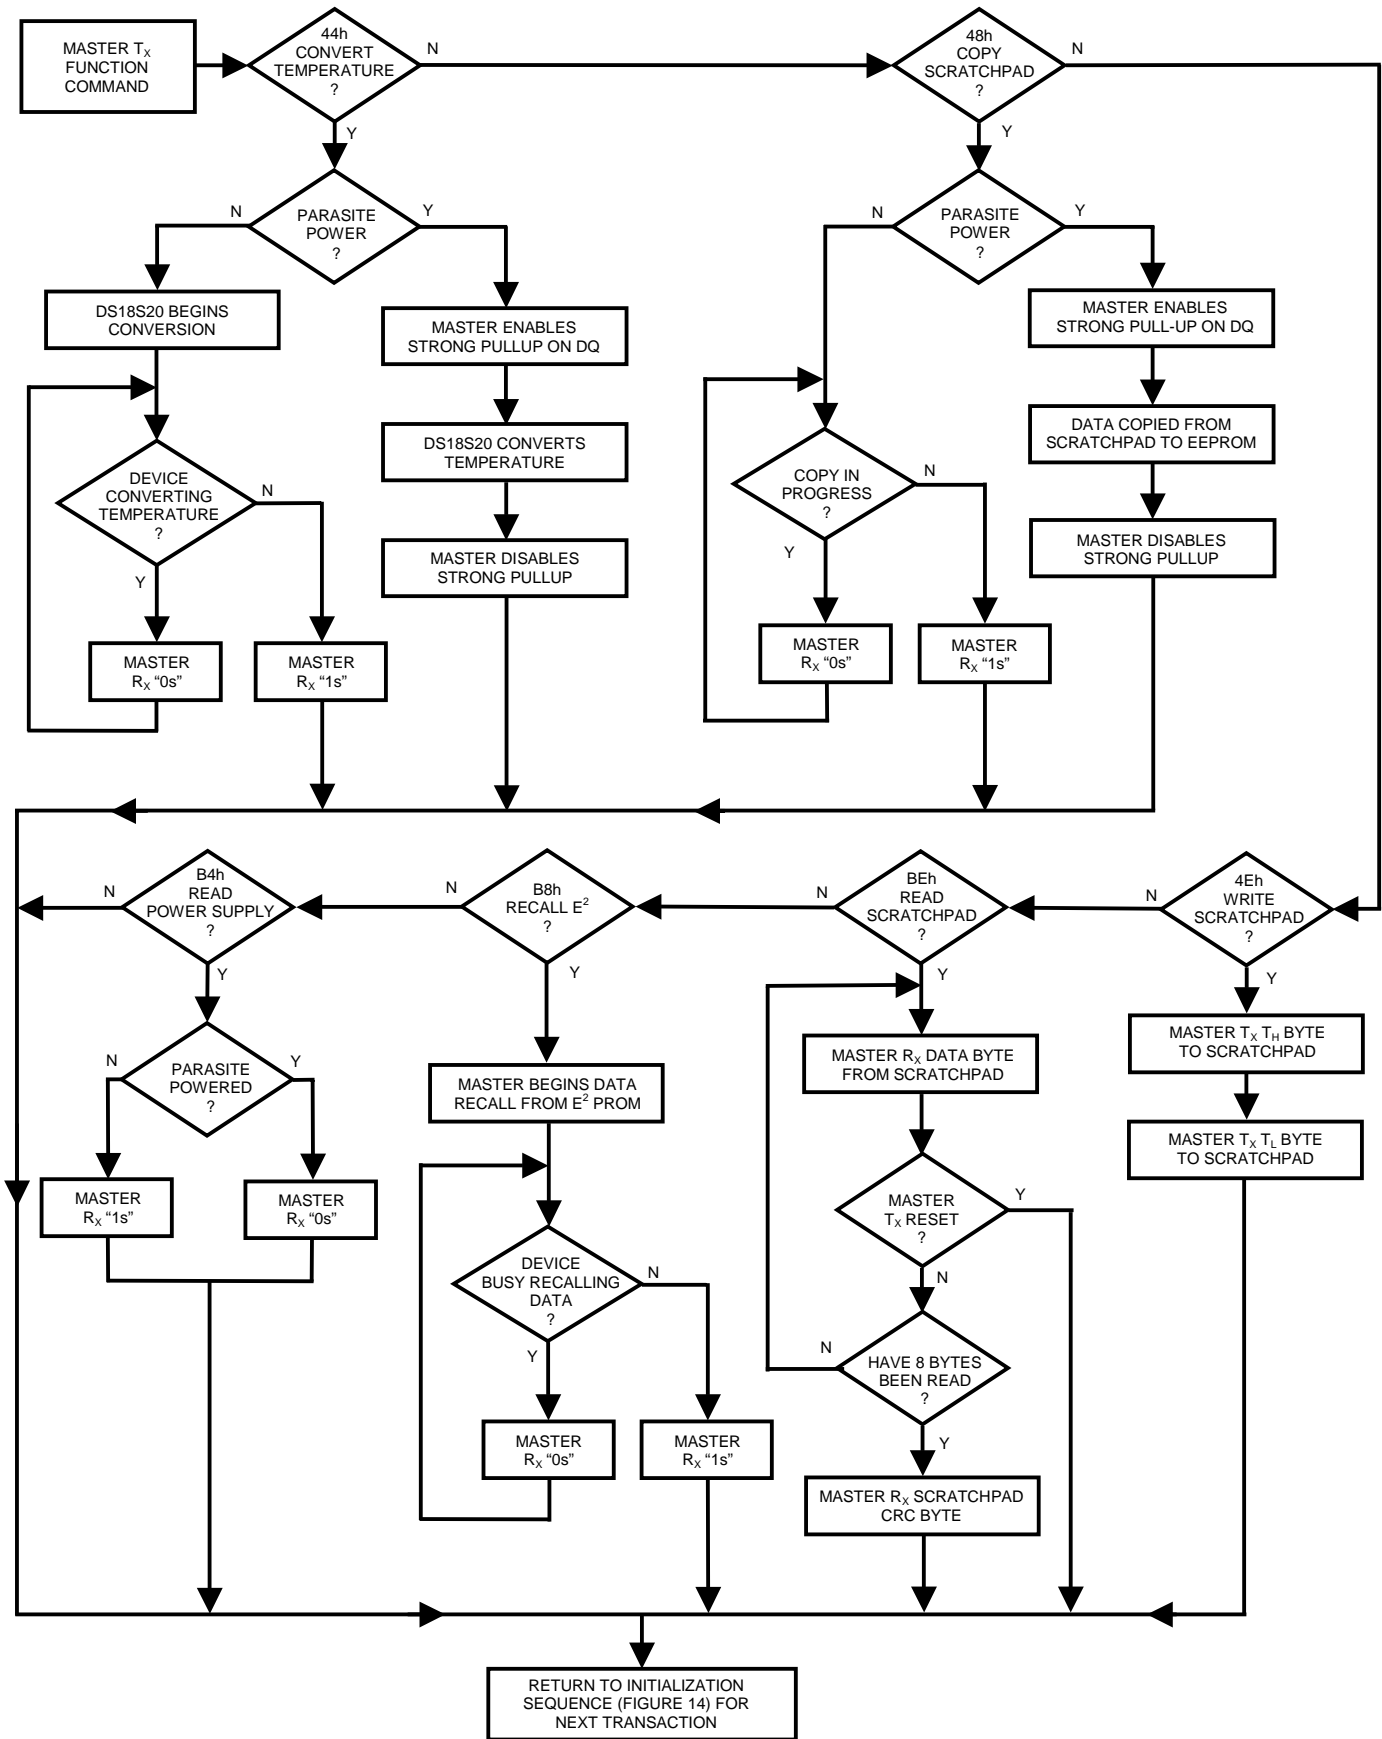 MASTER TX
FUNCTION
COMMAND
44h
CONVERT
TEMPERATURE
?
N
Y
48h
COPY
SCRATCHPAD
?
N
Y
PARASITE
POWER
?
N
Y
PARASITE
POWER
?
N
Y
DS18S20 BEGINS
CONVERSION
MASTER ENABLES
STRONG PULLUP ON DQ
MASTER ENABLES
STRONG PULL-UP ON DQ
DS18S20 CONVERTS
TEMPERATURE
DATA COPIED FROM
SCRATCHPAD TO EEPROM
DEVICE
CONVERTING
TEMPERATURE
?
N
Y
COPY IN
PROGRESS
?
N
Y
MASTER DISABLES
STRONG PULLUP
MASTER DISABLES
STRONG PULLUP
MASTER
RX “0s”
MASTER
RX “1s”
MASTER
RX “0s”
MASTER
RX “1s”
B4h
READ
POWER SUPPLY
?
N
Y
B8h
RECALL E2
?
N
Y
BEh
READ
SCRATCHPAD
?
N
Y
4Eh
WRITE
SCRATCHPAD
?
N
Y
PARASITE
POWERED
?
N
Y
MASTER BEGINS DATA
RECALL FROM E2 PROM
MASTER RX DATA BYTE
FROM SCRATCHPAD
MASTER TX TH BYTE
TO SCRATCHPAD
MASTER TX TL BYTE
TO SCRATCHPAD
MASTER
RX “1s”
MASTER
RX “0s”
MASTER
TX RESET
?
Y
N
DEVICE
BUSY RECALLING
DATA
?
N
Y
HAVE 8 BYTES
BEEN READ
?
N
Y
MASTER
RX “0s”
MASTER
RX “1s”
MASTER RX SCRATCHPAD
CRC BYTE
RETURN TO INITIALIZATION
SEQUENCE (FIGURE 14) FOR
NEXT TRANSACTION